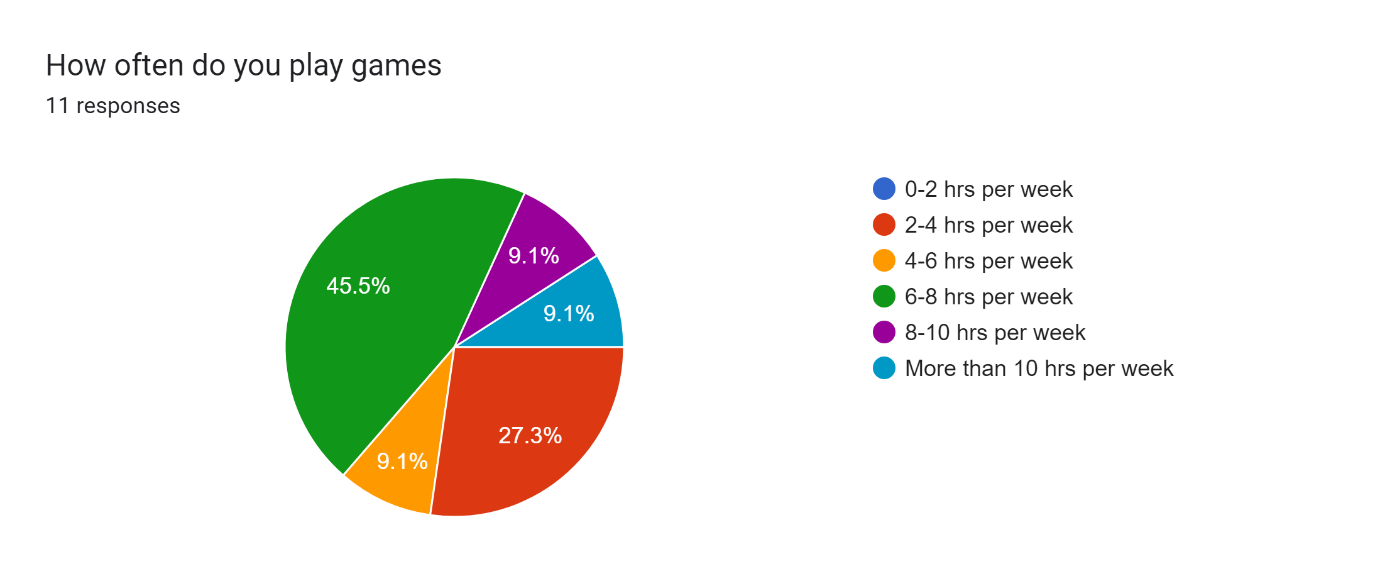 How often do you play games
11 responses
45.5%
9.1%
9.1%
27.3%
9.1%
0-2 hrs per week
2-4 hrs per week
4-6 hrs per week
6-8 hrs per week
8-10 hrs per week
More than 10 hrs per week